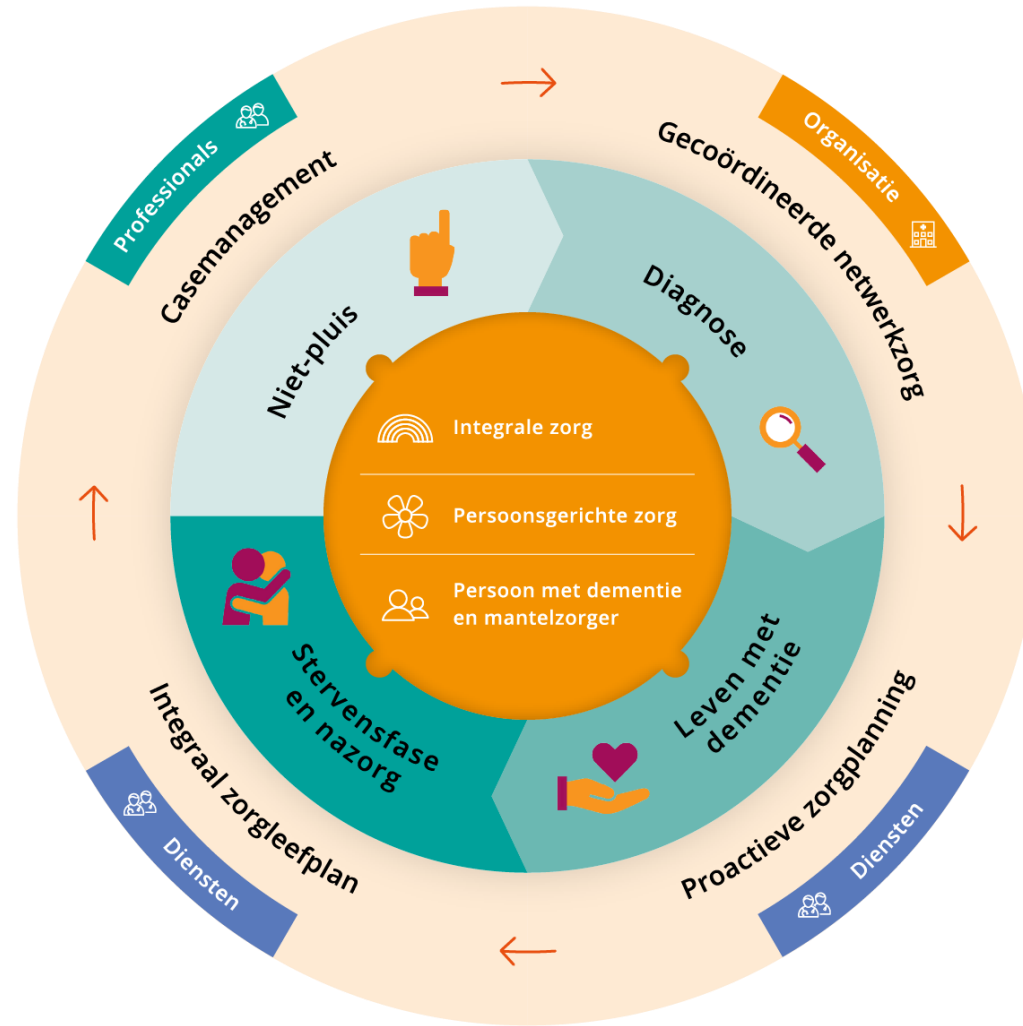 Professionals
Casemanagement
Organisatie
Gecoördineerde netwerkzorg
Niet-pluis
Diagnose
Integrale zorg
Persoonsgerichte zorg
Persoon met dementie
en mantelzorger
Stervensfase
en nazorg
Leven met
dementie
Integraal zorgleefplan
Diensten
Proactieve zorgplanning
Diensten